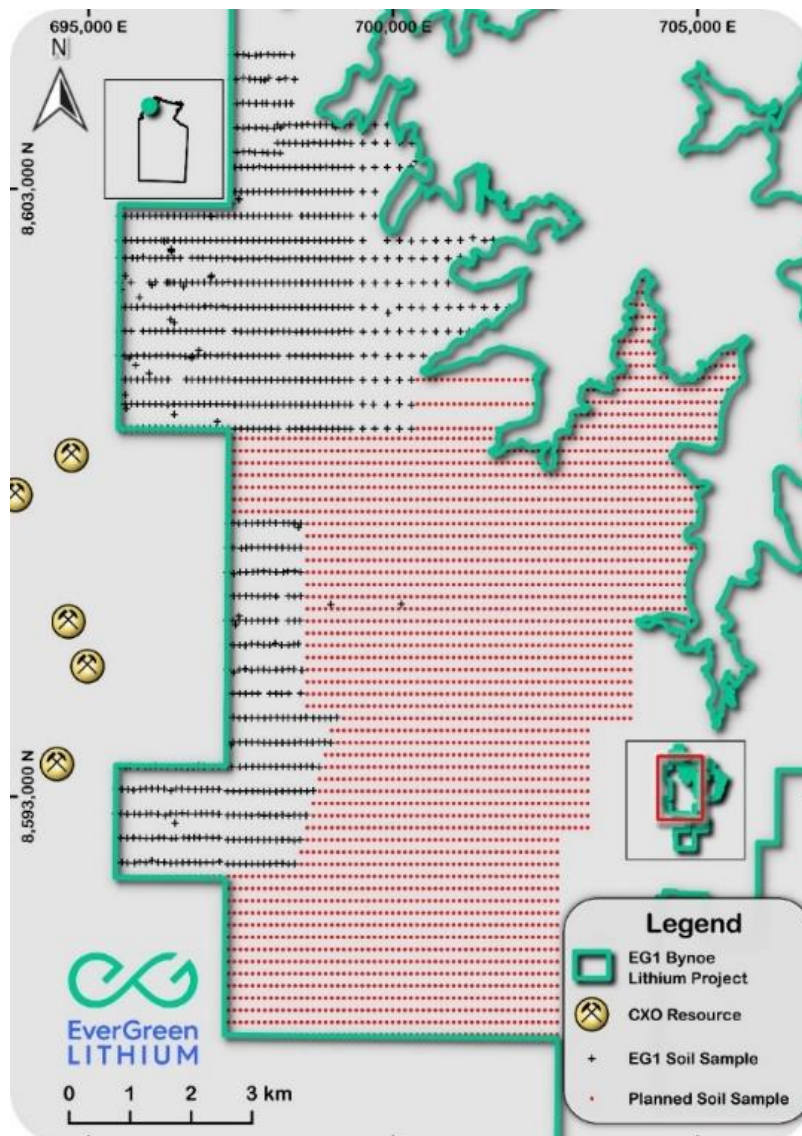 695,000 E
700,000 E
705,000 E
N
8,603,000 N
8,593,000 N
Legend
EG1 Bynoe
Lithium Project
CXO Resource
EG1 Soil Sample
Planned Soil Sample
EverGreen
LITHIUM
0 1 2 3 km